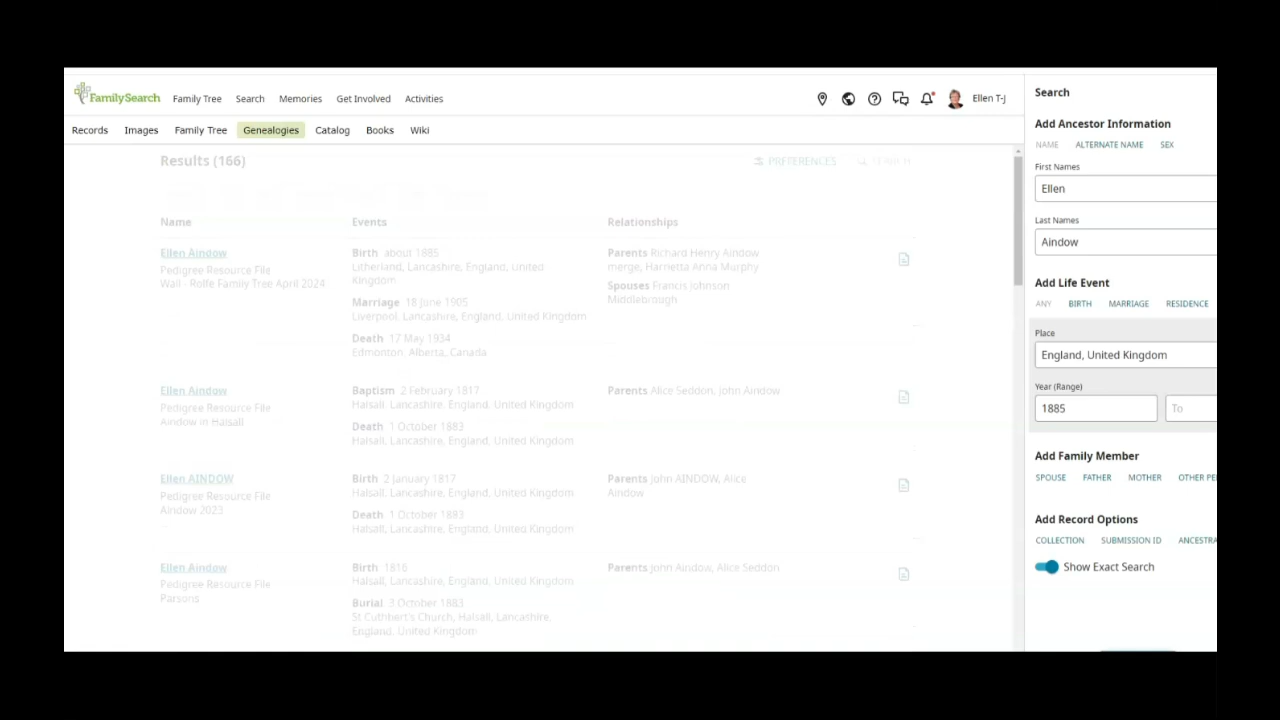 FamilySearch Family Tree Search Memories Get Involved Activities Ellen T-J
Records Images Family Tree Genealogies Catalog Books Wiki
Results (166) PREFERENCES SEARCH
Name Events Relationships
Ellen Aindow
Pedigree Resource File
Wall - Rolfe Family Tree April 2024
Birth about 1885
Litherland, Lancashire, England, United
Kingdom
Marriage 18 June 1905
Liverpool, Lancashire, England, United Kingdom
Death 17 May 1934
Edmonton, Alberta, Canada
Parents Richard Henry Aindow
merge, Harrietta Anna Murphy
Spouses Francis Johnson
Middlebrough
Ellen Aindow
Pedigree Resource File
Aindow in Halsall
Baptism 2 February 1817
Halsall, Lancashire, England, United Kingdom
Death 1 October 1883
Halsall, Lancashire, England, United Kingdom
Parents Alice Seddon, John Aindow
Ellen AINDOW
Pedigree Resource File
Aindow 2023
Birth 2 January 1817
Halsall, Lancashire, England, United Kingdom
Death 1 October 1883
Halsall, Lancashire, England, United Kingdom
Parents John AINDOW, Alice
Aindow
Ellen Aindow
Pedigree Resource File
Parsons
Birth 1816
Halsall, Lancashire, England, United Kingdom
Burial 3 October 1883
St Cuthbert's Church, Halsall, Lancashire,
England, United Kingdom
Parents John Aindow, Alice Seddon
Search
Add Ancestor Information
NAME ALTERNATE NAME SEX
First Names
Ellen
Last Names
Aindow
Add Life Event
ANY BIRTH MARRIAGE RESIDENCE
Place
England, United Kingdom
Year (Range)
1885 To
Add Family Member
SPOUSE FATHER MOTHER OTHER PE
Add Record Options
COLLECTION SUBMISSION ID ANCESTRA
Show Exact Search